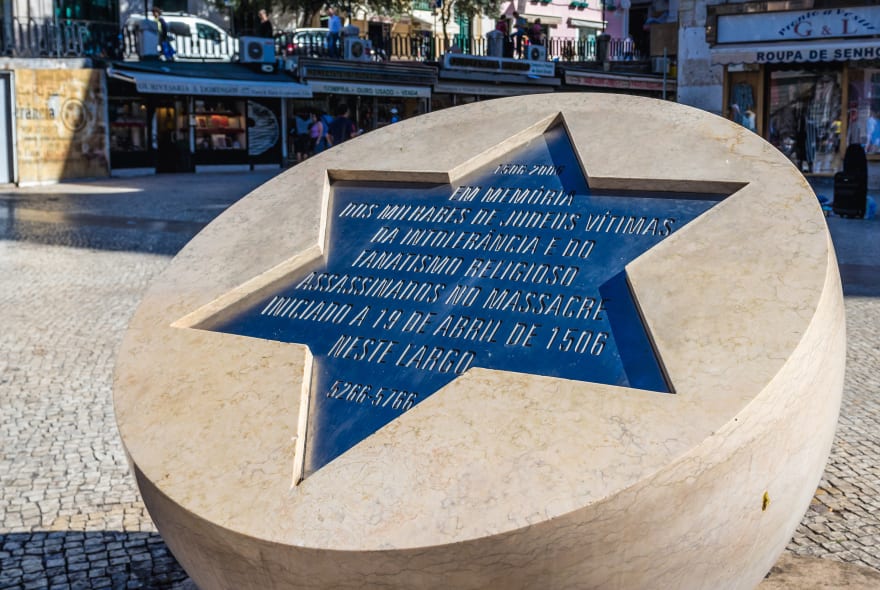 1506-2006
EM MEMÓRIA
DOS MILHARES DE JUDEUS VÍTIMAS
DA INTOLERÂNCIA E DO
FANATISMO RELIGIOSO
ASSASSINADOS NO MASSACRE
INICIADO A 19 DE ABRIL DE 1506
NESTE LARGO
5266-5766
G&L
ROUPA DE SENHO
OURO USADO
COMPRA
VENDA